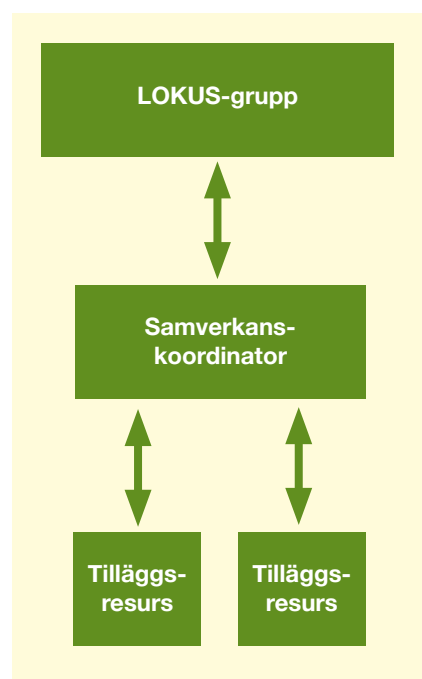 LOKUS-grupp
Samverkans-
koordinator
Tilläggs-
resurs
Tilläggs-
resurs